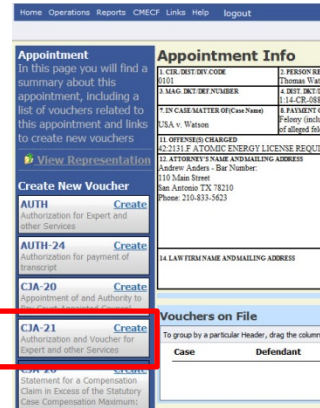 Home Operations Reports CMECF Links Help logout
Appointment
In this page you will find a
summary about this
appointment, including a
list of vouchers related to
this appointment and links
to create new vouchers
View Representation
Create New Voucher
AUTH Create
Authorization for Expert and
other Services
AUTH-24 Create
Authorization for payment of
transcript
CJA-20 Create
Appointment of and Authority to
Pay Court Appointed Counsel
CJA-21 Create
Authorization and Voucher for
Expert and other Services
CJA-26 Create
Statement for a Compensation
Claim in Excess of the Statutory
Case Compensation Maximum:
Appointment Info
1. CIR./DIST/DIV.CODE 2. PERSON RE
0101 Thomas Wat
3. MAG. DKT/DEF.NUMBER 4. DIST. DKT/
1:14-CR-088
7. IN CASE/MATTER OF(Case Name) 8. PAYMENT C
USA v. Watson Felony (inclu
of alleged fel
11. OFFENSE(S) CHARGED
42:2131.F ATOMIC ENERGY LICENSE REQUI
12. ATTORNEY'S NAME AND MAILING ADDRESS
Andrew Anders - Bar Number:
110 Main Street
San Antonio TX 78210
Phone: 210-833-5623
14. LAW FIRM NAME AND MAILING ADDRESS
Vouchers on File
To group by a particular Header, drag the column
Case Defendant